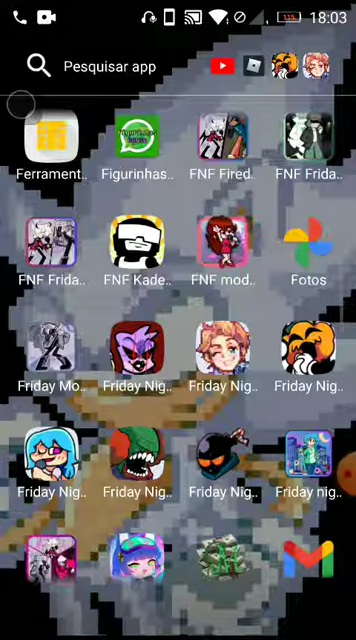 18:03
Pesquisar app
Ferrament.. Figurinhas.. FNF Fired.. FNF Frida..
FNF Frida.. FNF Kade.. FNF mod.. Fotos
Friday Mo.. Friday Nig.. Friday Nig.. Friday Nig..
Friday Nig.. Friday Nig.. Friday Nig.. Friday nig..